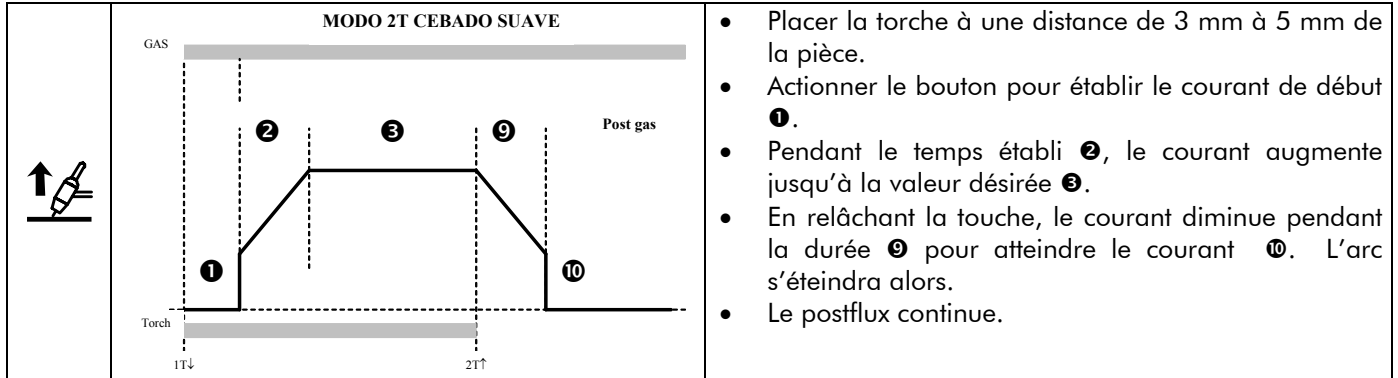 MODO 2T CEBADO SUAVE
GAS
❷ ❸ ❾ Post gas
❶ ❿
Torch
1T↓ 2T↑
• Placer la torche à une distance de 3 mm à 5 mm de
la pièce.
• Actionner le bouton pour établir le courant de début
❶.
• Pendant le temps établi ❷, le courant augmente
jusqu'à la valeur désirée ❸.
• En relâchant la touche, le courant diminue pendant
la durée ❾ pour atteindre le courant ❿. L'arc
s'éteindra alors.
• Le postflux continue.